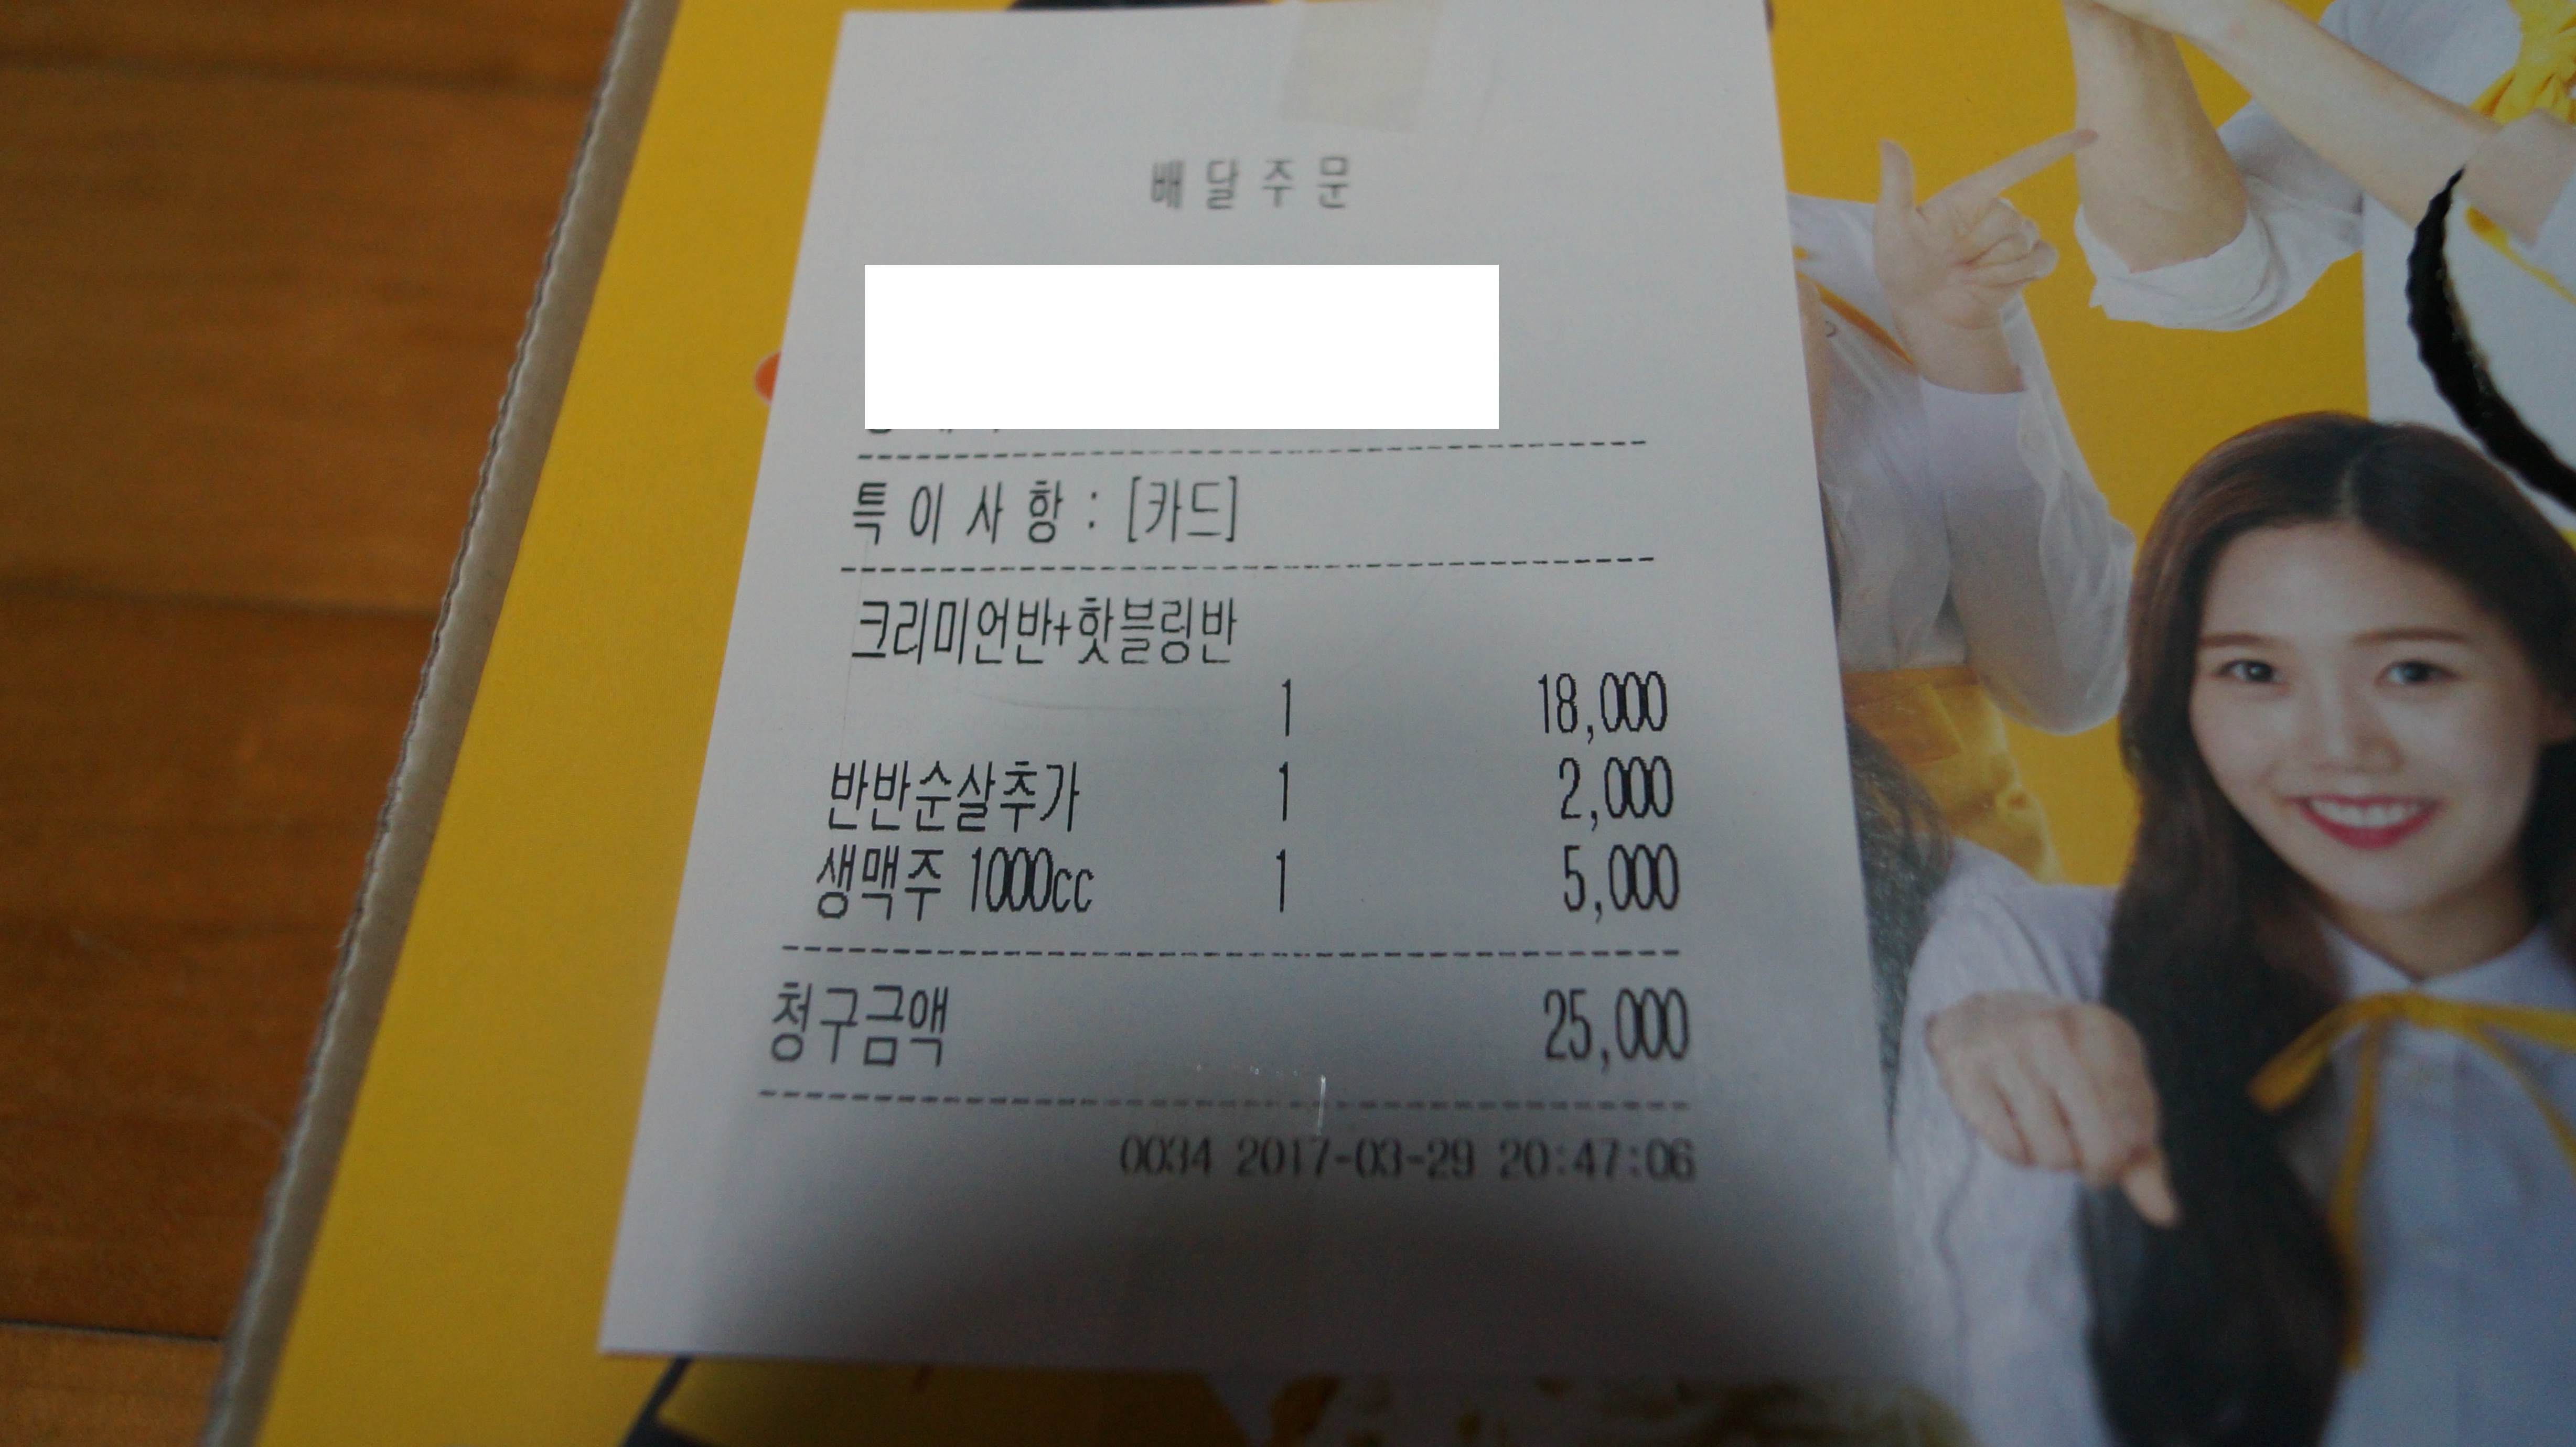 배달주문
특이사항 : [카드]
크리미언반+핫블링반
1 18,000
반반순살추가 1 2,000
생맥주 1000cc 1 5,000
청구금액 25,000
0034 2017-03-29 20:47:06